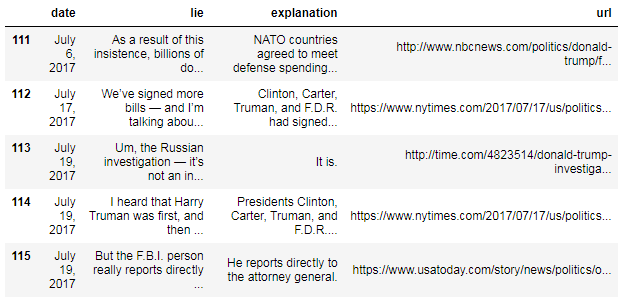 date lie explanation url
111 July 6, 2017 As a result of this insistence, billions of do... NATO countries agreed to meet defense spending... http://www.nbcnews.com/politics/donald-trump/f...
112 July 17, 2017 We've signed more bills — and I'm talking abou... Clinton, Carter, Truman, and F.D.R. had signed... https://www.nytimes.com/2017/07/17/us/politics...
113 July 19, 2017 Um, the Russian investigation — it's not an in... It is. http://time.com/4823514/donald-trump-investiga...
114 July 19, 2017 I heard that Harry Truman was first, and then ... Presidents Clinton, Carter, Truman, and F.D.R.... https://www.nytimes.com/2017/07/17/us/politics...
115 July 19, 2017 But the F.B.I. person really reports directly ... He reports directly to the attorney general. https://www.usatoday.com/story/news/politics/o...